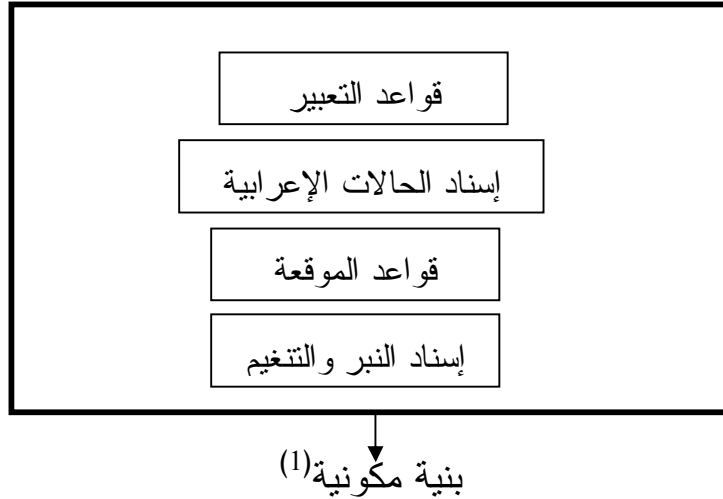 قواعد التعبير
إسناد الحالات الإعرابية
قواعد الموقعة
إسناد النبر والتنغيم
بنية مكونية(1)